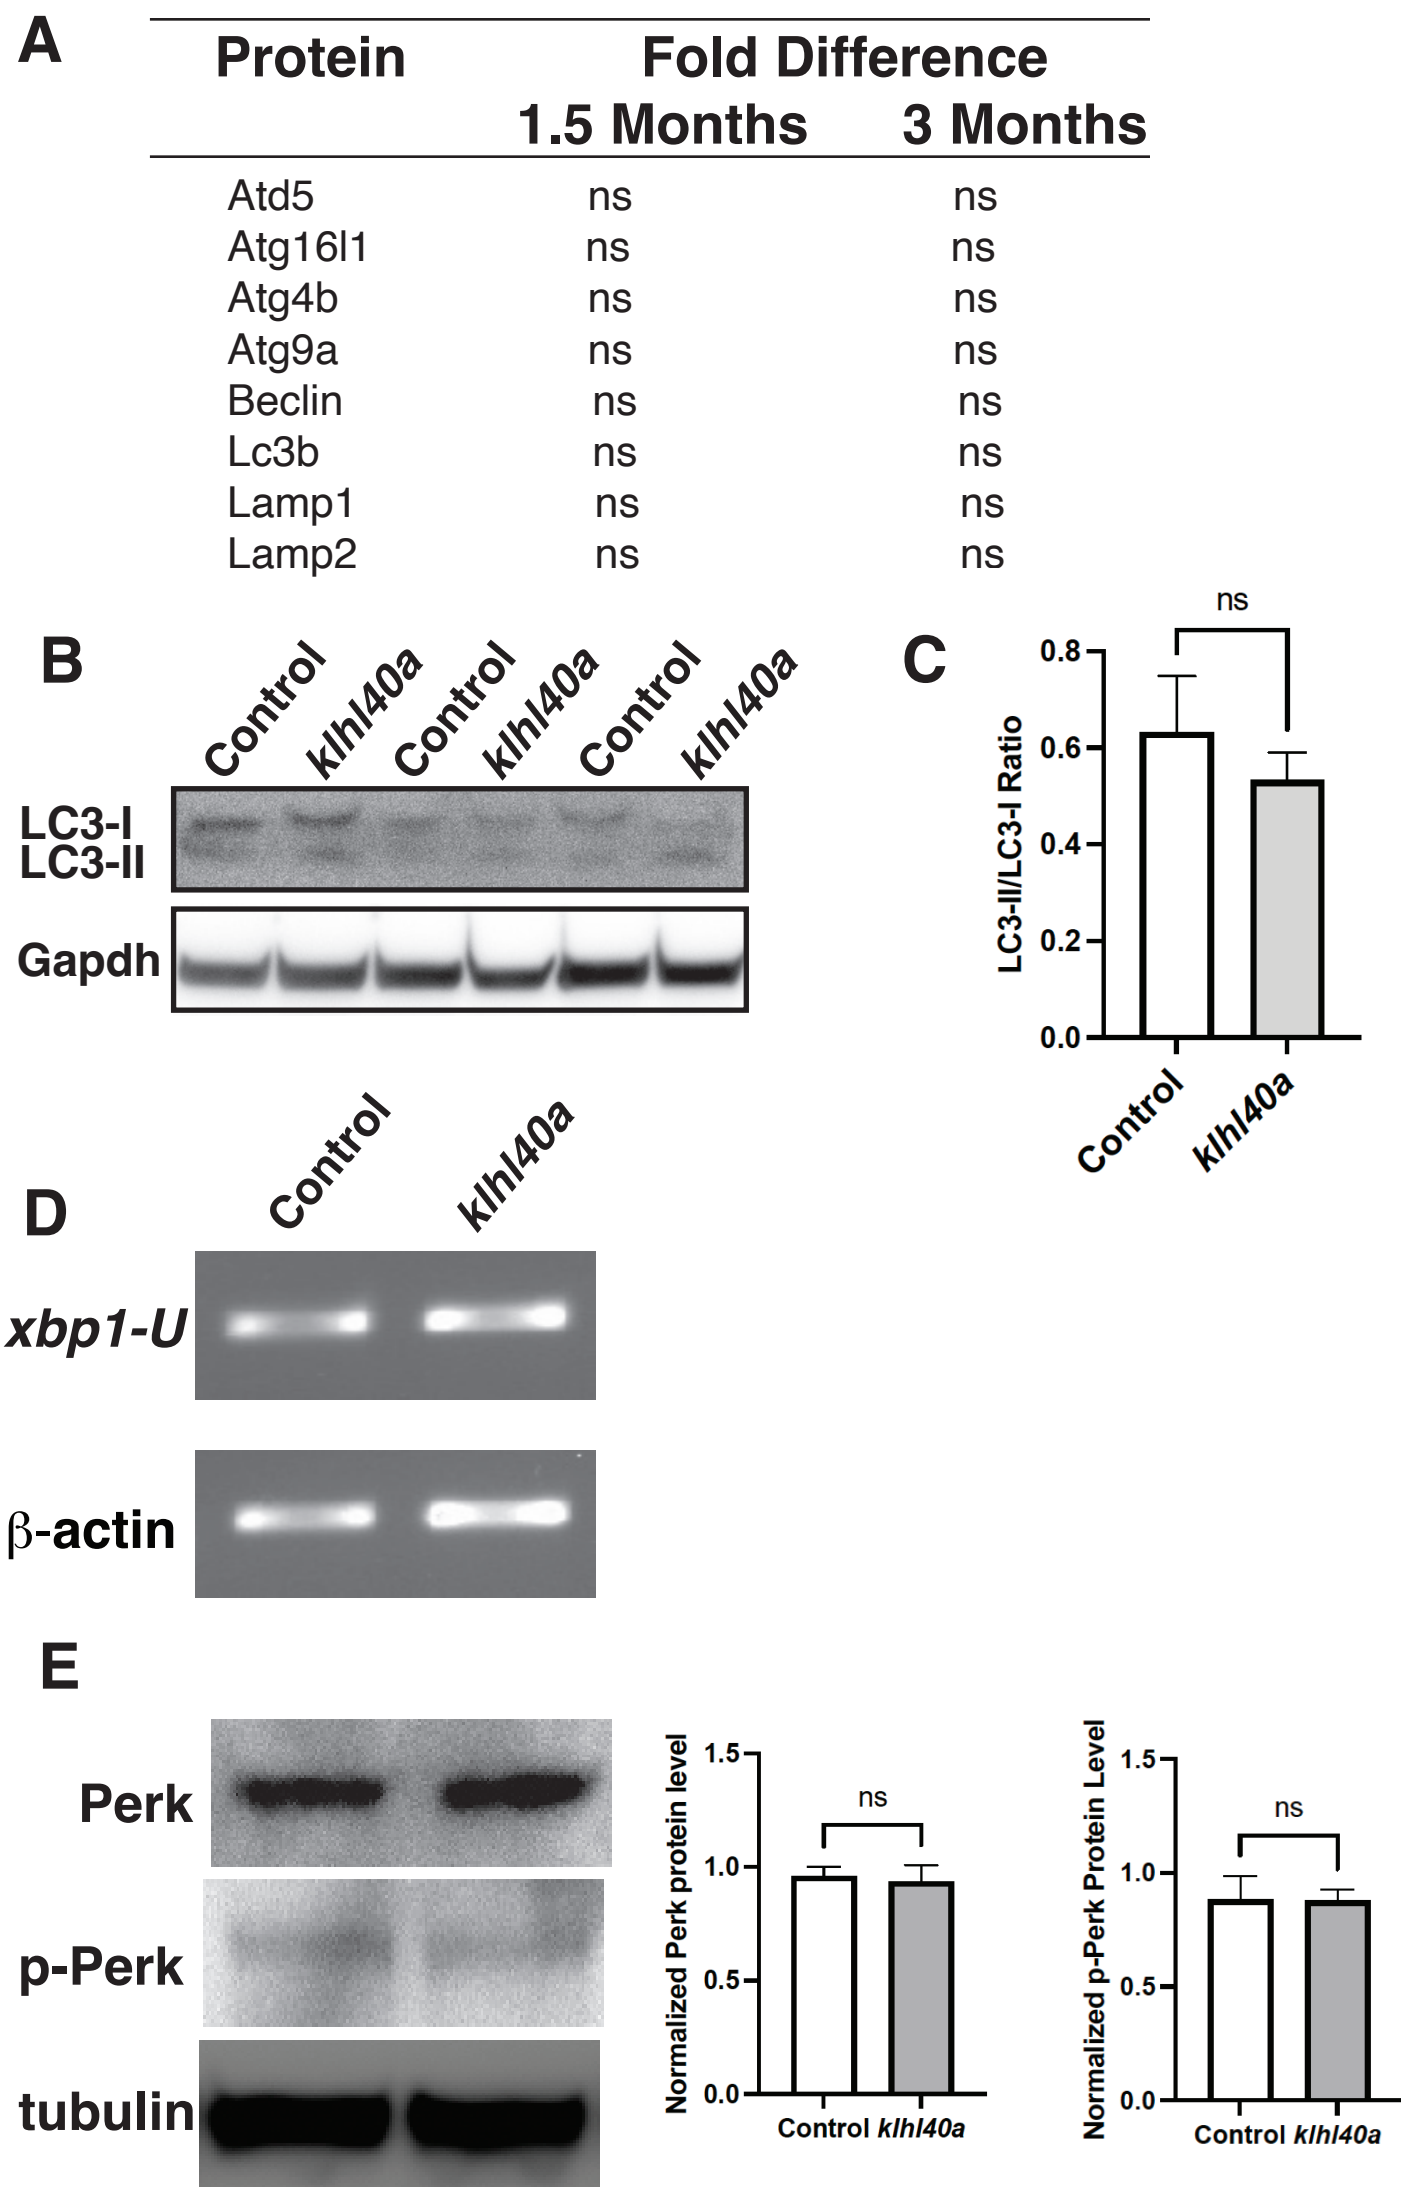 A
Protein Fold Difference
1.5 Months 3 Months
Atd5 ns ns
Atg16l1 ns ns
Atg4b ns ns
Atg9a ns ns
Beclin ns ns
Lc3b ns ns
Lamp1 ns ns
Lamp2 ns ns
B
Control klhl40a Control klhl40a Control klhl40a
LC3-I
LC3-II
Gapdh
C
ns
0.8
0.6
0.4
0.2
0.0
LC3-II/LC3-I Ratio
Control klhl40a
D
Control klhl40a
xbp1-U
β-actin
E
Perk
p-Perk
tubulin
Normalized Perk protein level
1.5
1.0
0.5
0.0
ns
Control klhl40a
Normalized p-Perk Protein Level
1.5
1.0
0.5
0.0
ns
Control klhl40a